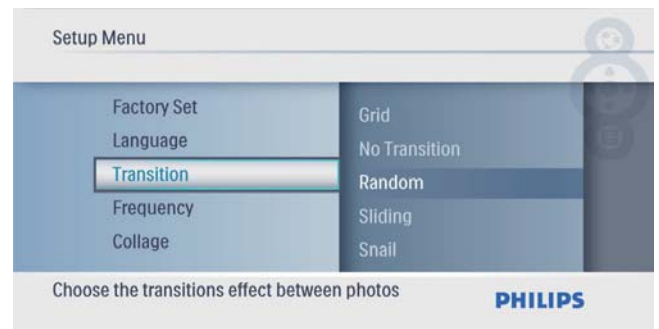 Setup Menu
Factory Set
Language
Transition
Frequency
Collage
Grid
No Transition
Random
Sliding
Snail
Choose the transitions effect between photos
PHILIPS